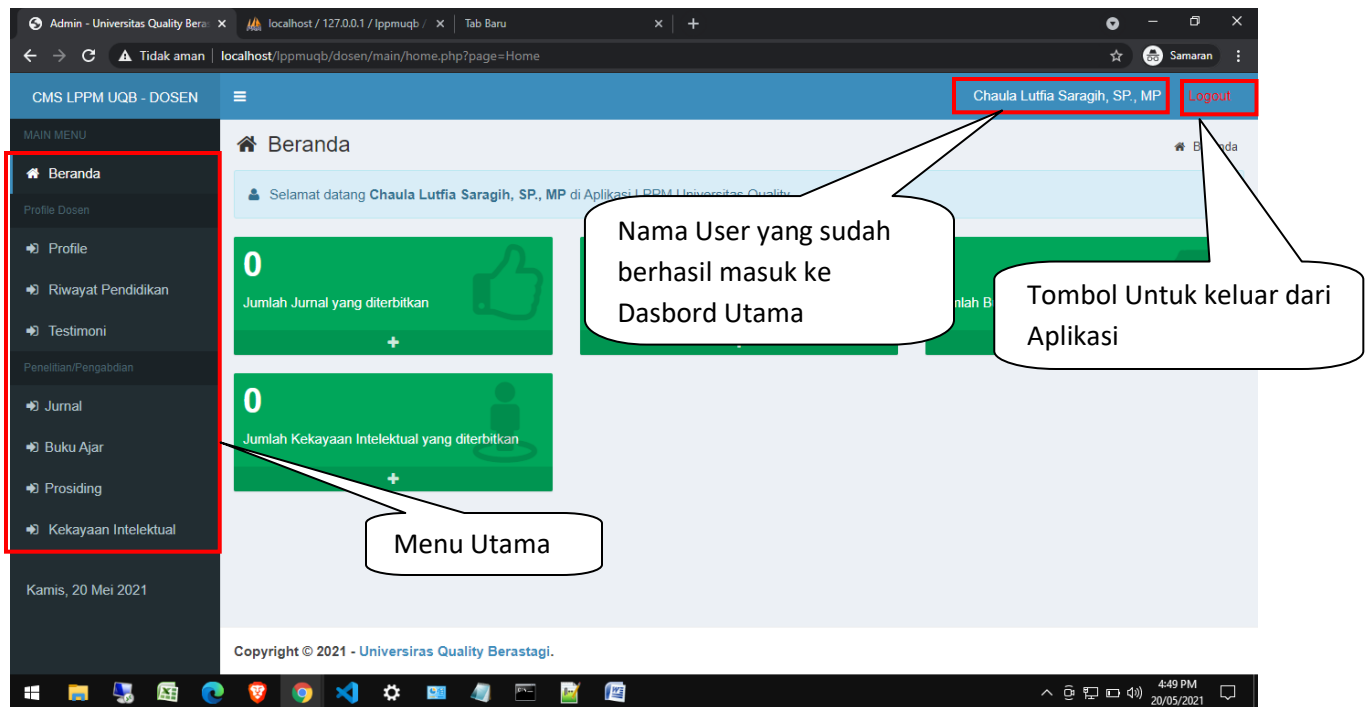 Admin - Universitas Quality Beras
localhost / 127.0.0.1 / lppmuqb /
Tab Baru
Tidak aman
localhost/lppmuqb/dosen/main/home.php?page=Home
Samaran
CMS LPPM UQB - DOSEN
Chaula Lutfia Saragih, SP., MP
Logout
MAIN MENU
Beranda
Profile Dosen
Profile
Riwayat Pendidikan
Testimoni
Penelitian/Pengabdian
Jurnal
Buku Ajar
Prosiding
Kekayaan Intelektual
Kamis, 20 Mei 2021
Beranda
Selamat datang Chaula Lutfia Saragih, SP., MP di Aplikasi LPPM Universitas Quality
0
Jumlah Jurnal yang diterbitkan
0
Jumlah Kekayaan Intelektual yang diterbitkan
Nama User yang sudah
berhasil masuk ke
Dasbord Utama
Tombol Untuk keluar dari
Aplikasi
Menu Utama
Copyright © 2021 - Universiras Quality Berastagi.
4:49 PM
20/05/2021